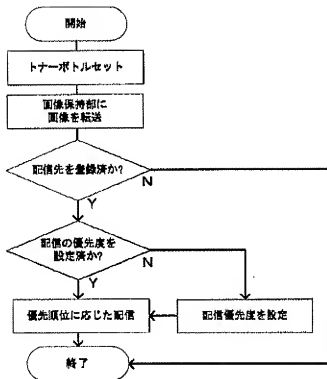 開始
トナーボトルセット
画像保持部に
画像を転送
配信先を登録済か?
N
Y
配信の優先度を
設定済か?
N
Y
優先順位に応じた配信
配信優先度を設定
終了